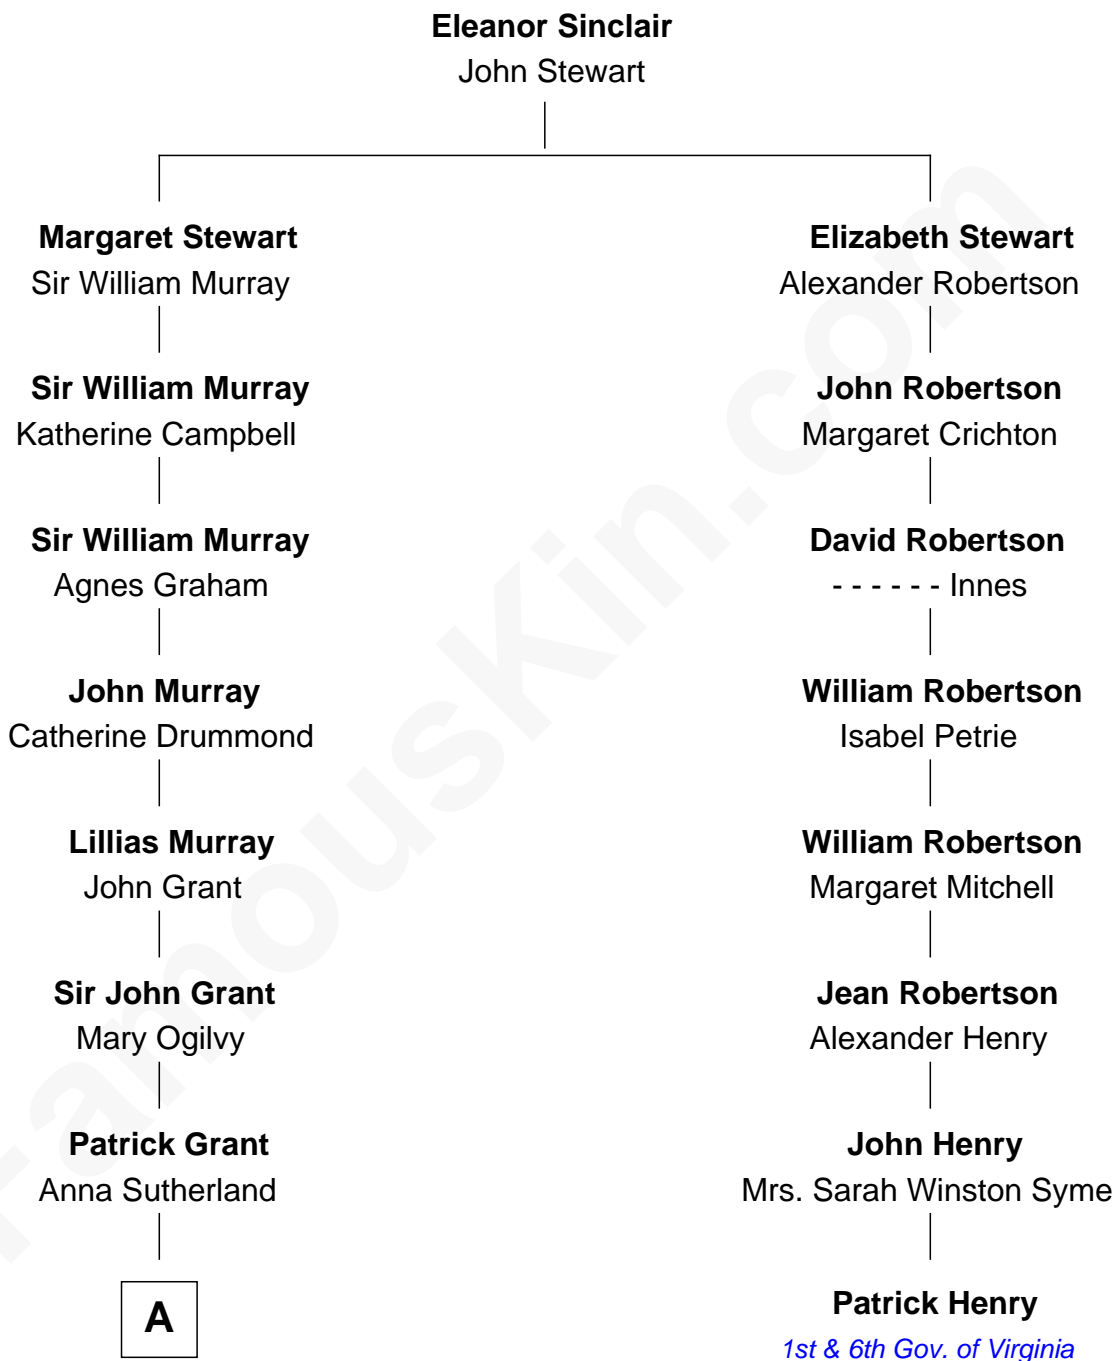 Eleanor Sinclair
John Stewart
Margaret Stewart
Sir William Murray
Elizabeth Stewart
Alexander Robertson
Sir William Murray
Katherine Campbell
John Robertson
Margaret Crichton
Sir William Murray
Agnes Graham
David Robertson
- - - - - - Innes
John Murray
Catherine Drummond
William Robertson
Isabel Petrie
Lillias Murray
John Grant
William Robertson
Margaret Mitchell
Sir John Grant
Mary Ogilvy
Jean Robertson
Alexander Henry
Patrick Grant
Anna Sutherland
John Henry
Mrs. Sarah Winston Syme
A
Patrick Henry
1st & 6th Gov. of Virginia
FamousKin.com